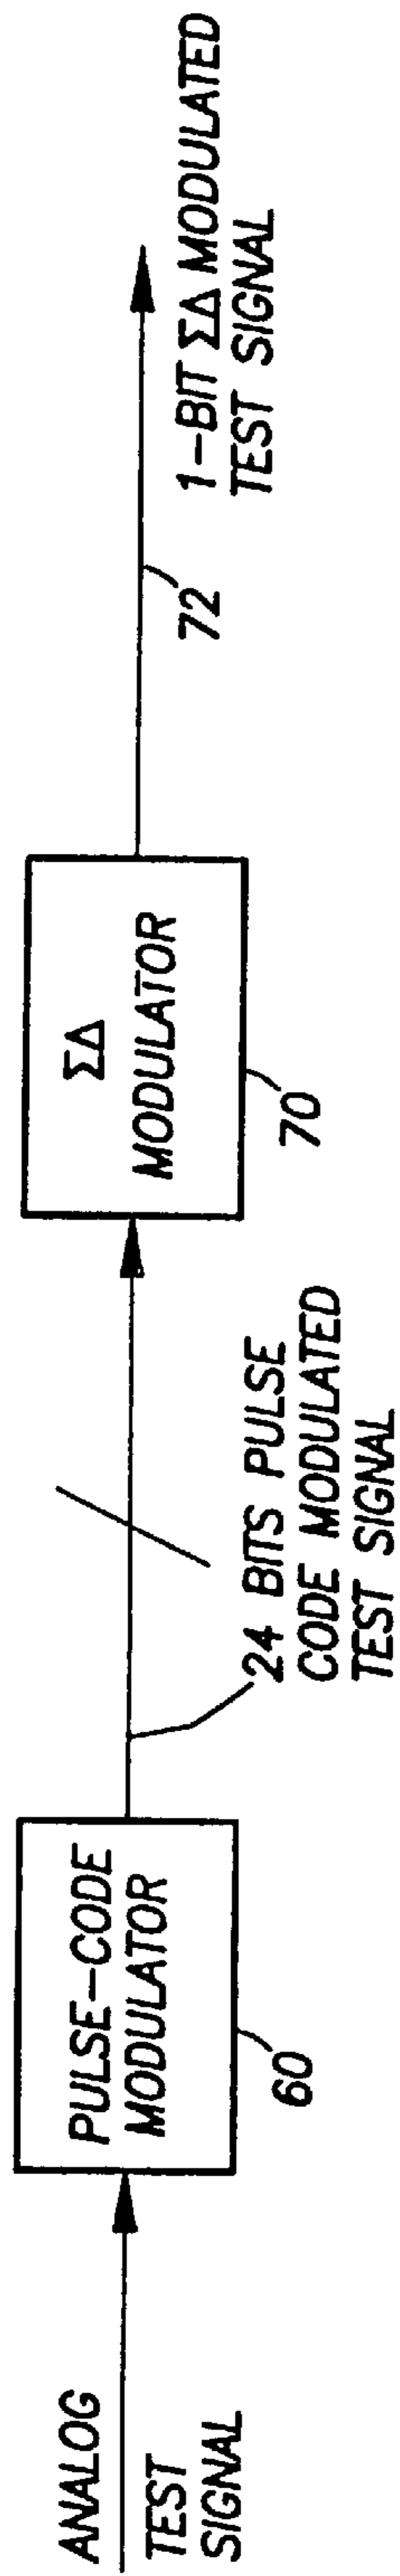 ANALOG
TEST
SIGNAL
PULSE-CODE
MODULATOR
60
24 BITS PULSE
CODE MODULATED
TEST SIGNAL
ΣΔ
MODULATOR
70
72
1-BIT ΣΔ MODULATED
TEST SIGNAL